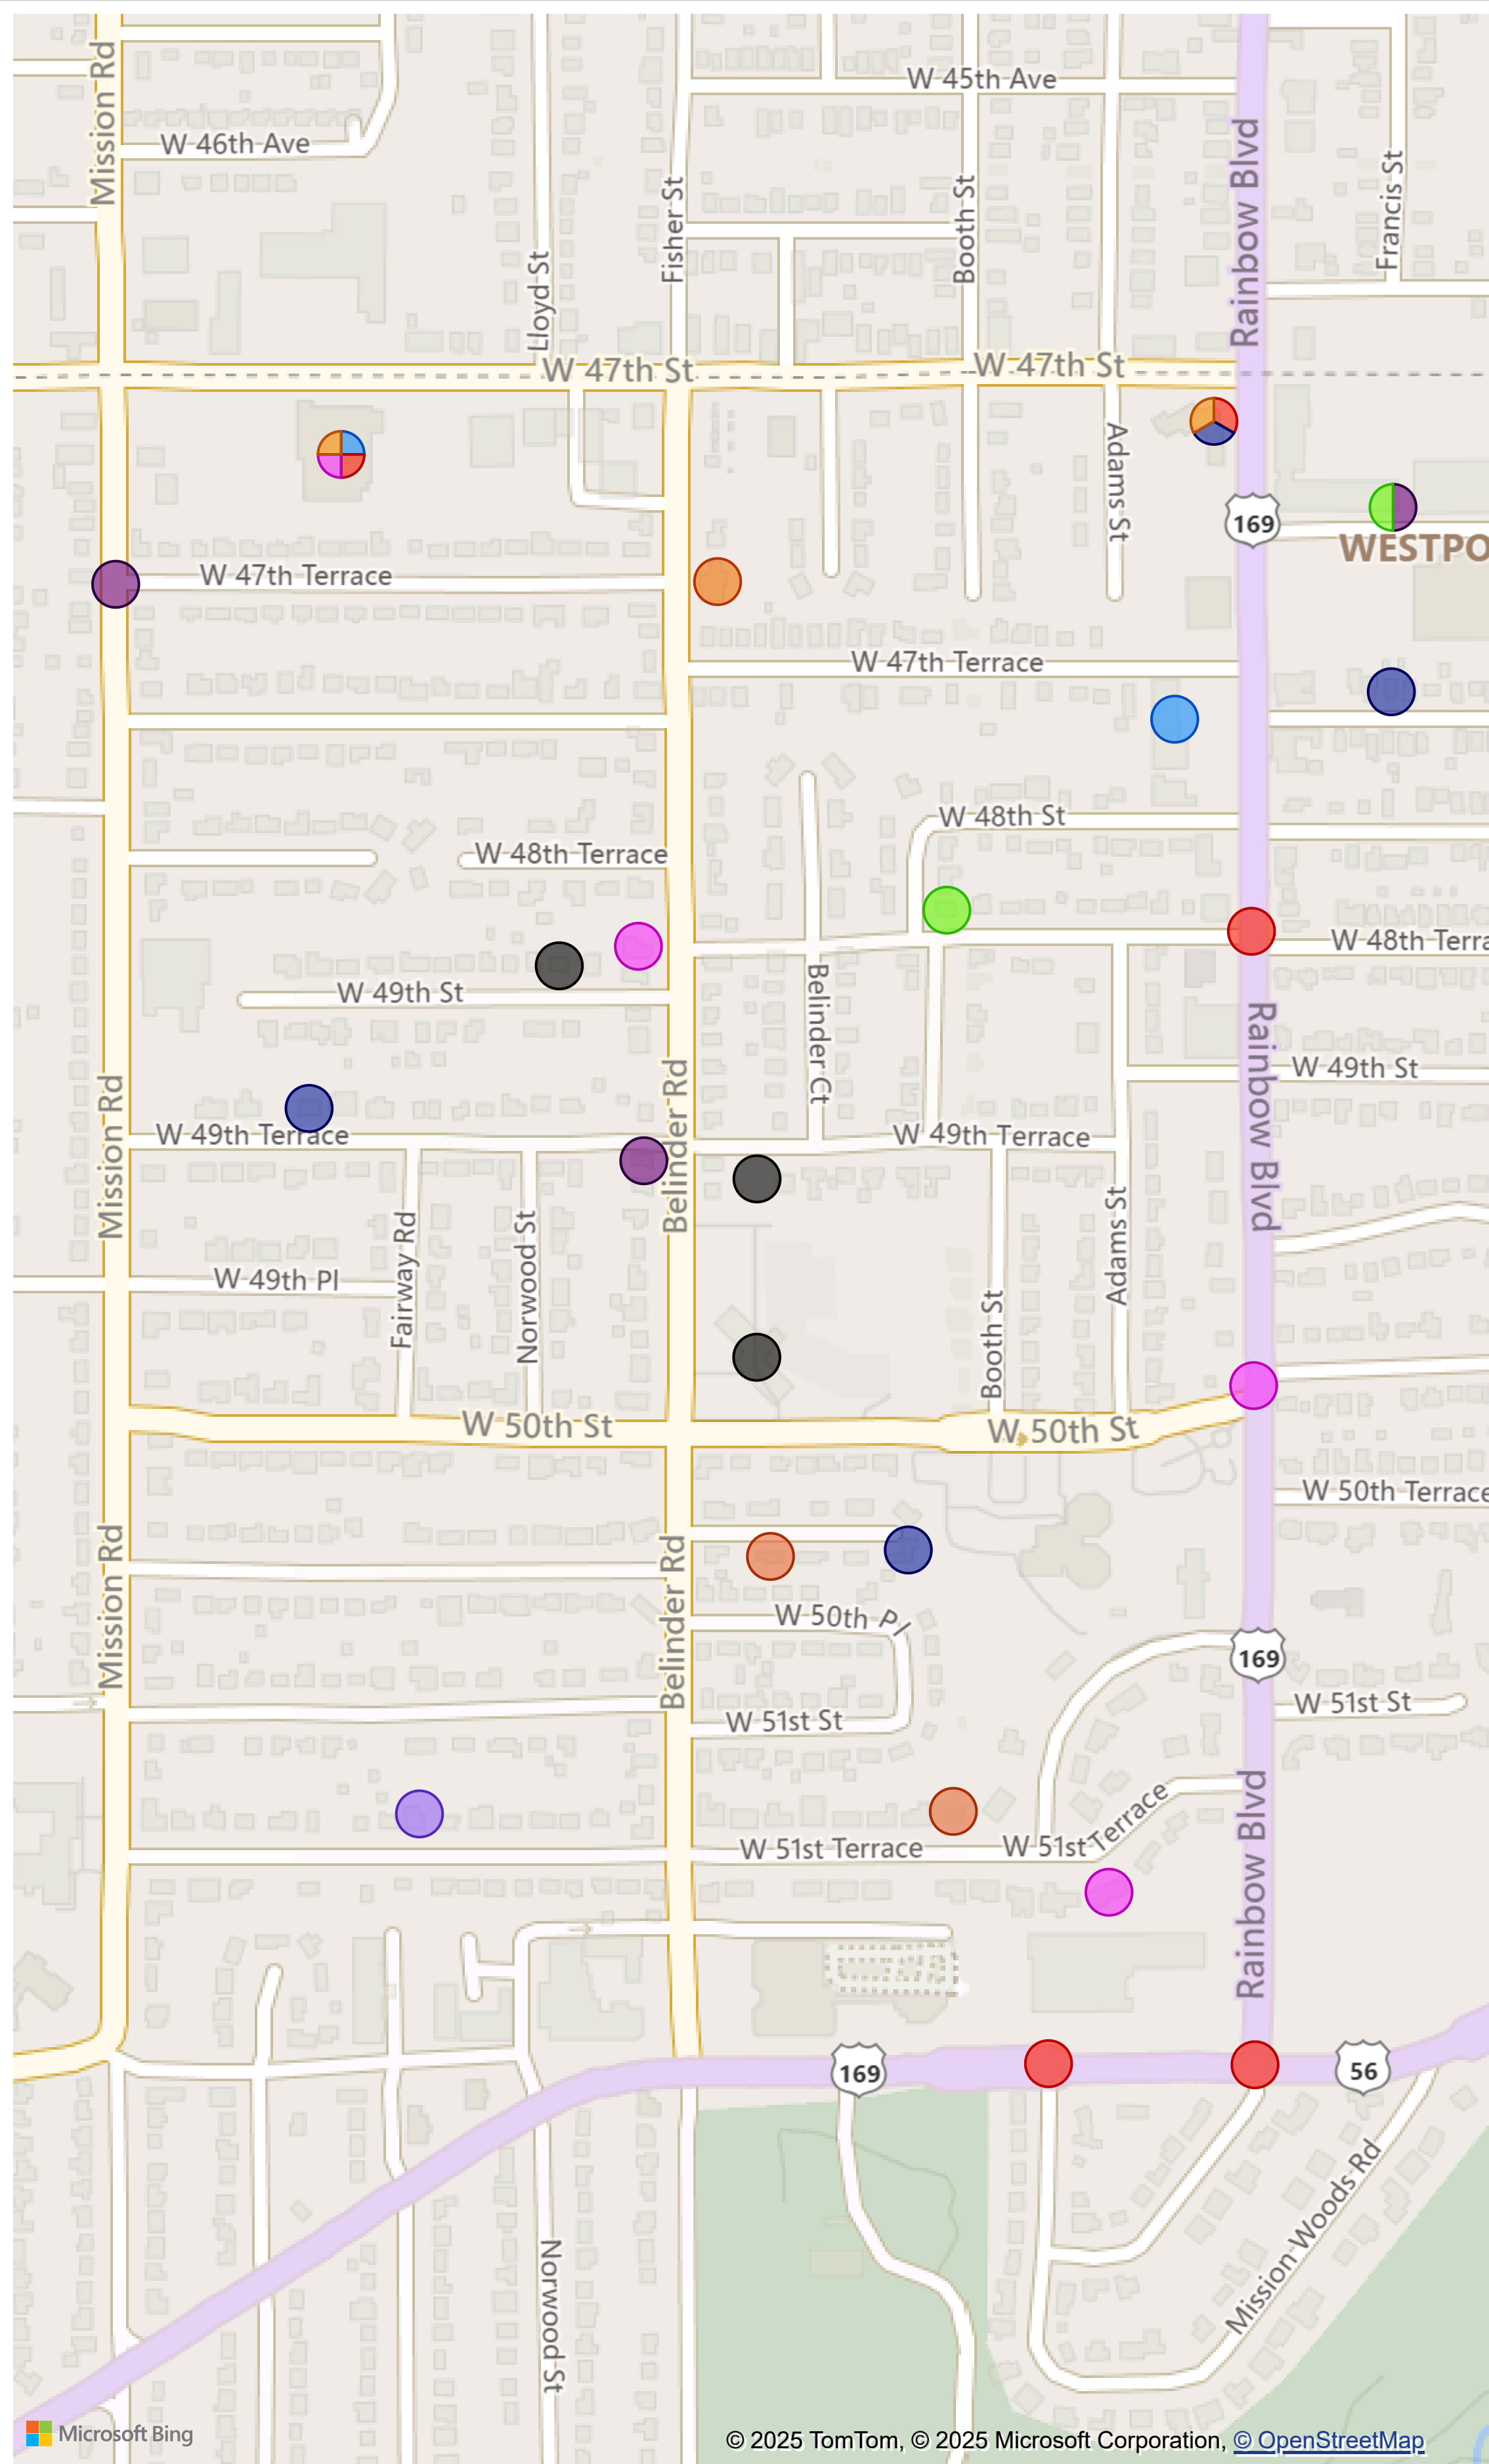 W 45th Ave
Mission Rd
W 46th Ave
Rainbow Blvd
Francis St
Fisher St
Booth St
Lloyd St
W 47th St
W 47th St
Adams St
169
WESTPO
W 47th Terrace
W 47th Terrace
W 48th St
W 48th Terrace
W 48th Terra
W 49th St
Belinder Ct
Rainbow Blvd
W 49th St
Mission Rd
Belinder Rd
W 49th Terrace
W 49th Terrace
Fairway Rd
Norwood St
Adams St
W 49th Pl
Booth St
W 50th St
W 50th St
W 50th Terrace
Mission Rd
Belinder Rd
W 50th Pl
169
W 51st St
W 51st St
Rainbow Blvd
W 51st Terrace
W 51st Terrace
169
56
Mission Woods Rd
Norwood St
Microsoft Bing
© 2025 TomTom, © 2025 Microsoft Corporation, © OpenStreetMap